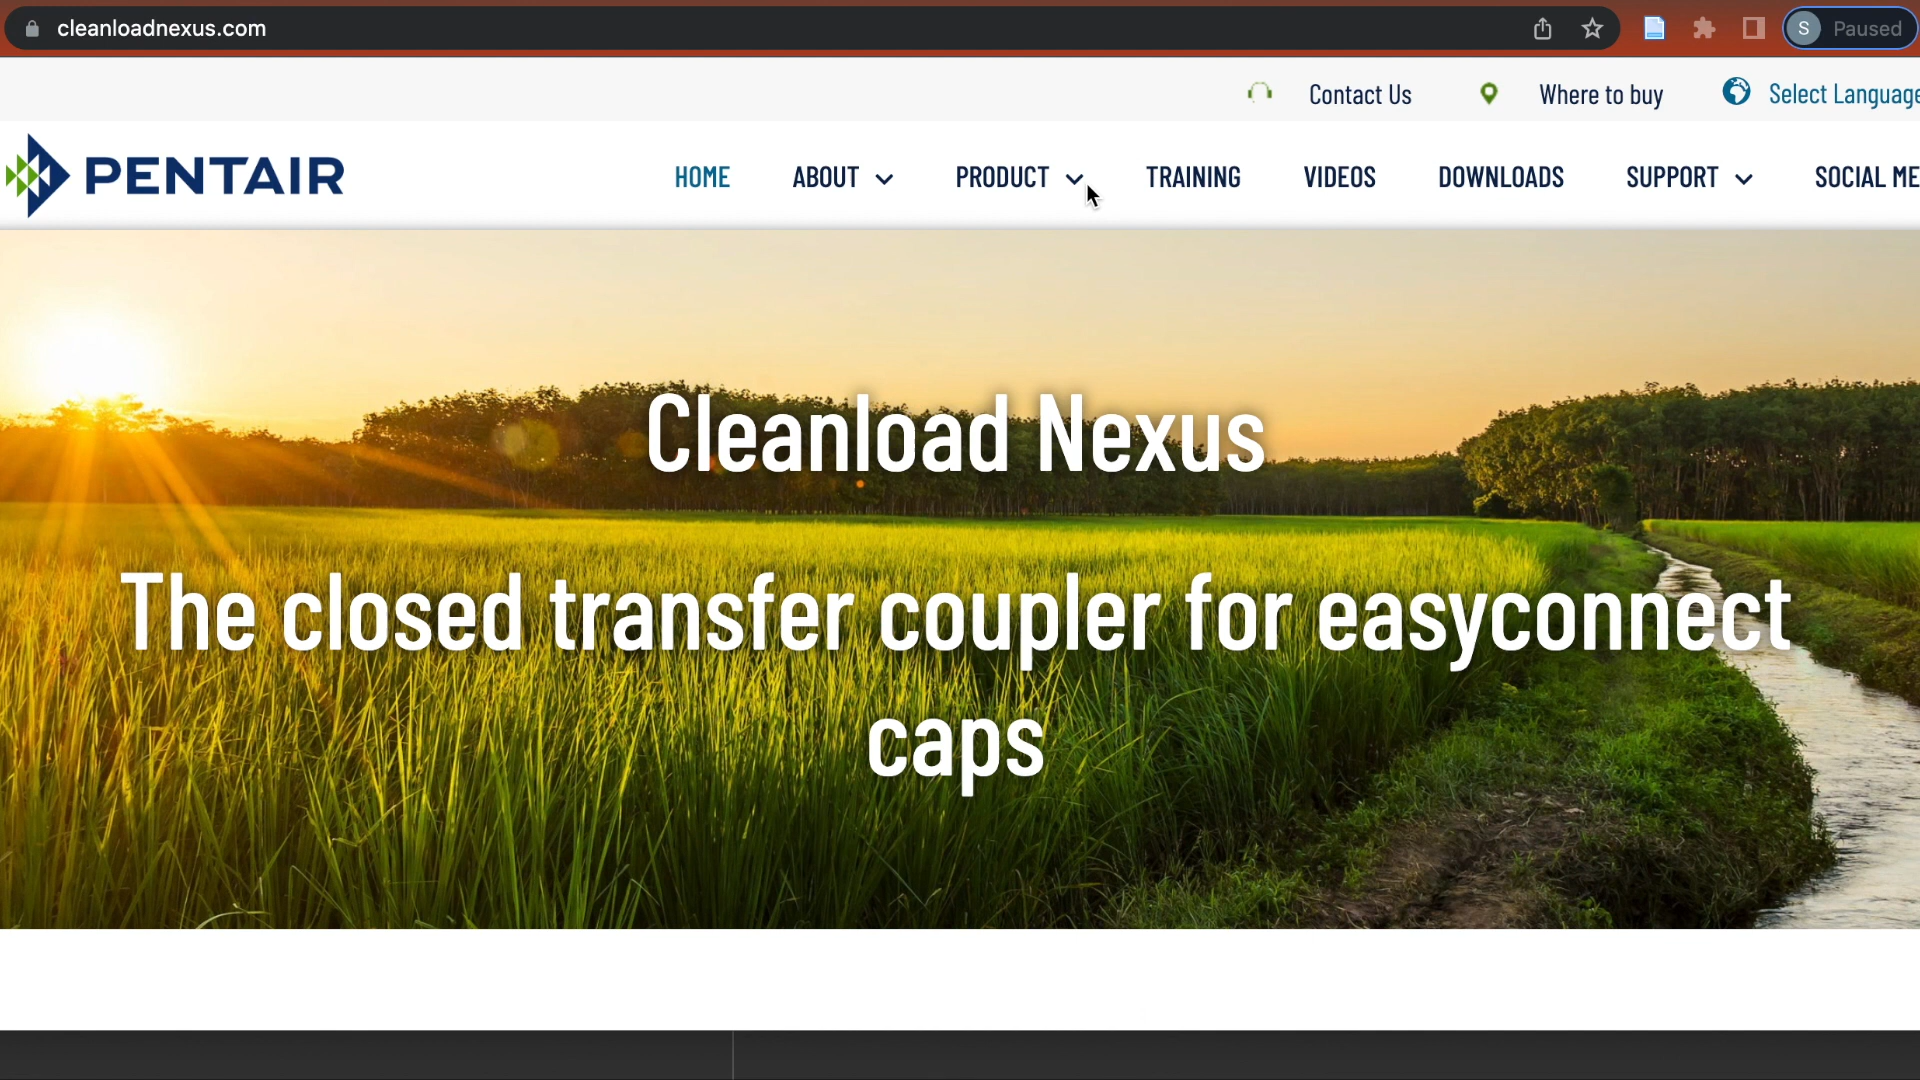 cleanloadnexus.com
S Paused
Contact Us Where to buy Select Language
PENTAIR HOME ABOUT PRODUCT TRAINING VIDEOS DOWNLOADS SUPPORT SOCIAL ME
Cleanload Nexus
The closed transfer coupler for easyconnect
caps